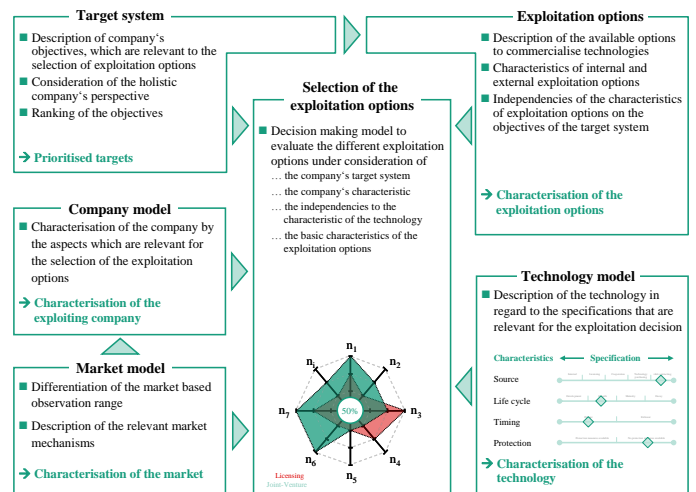 Target system
■ Description of company's
objectives, which are relevant to the
selection of exploitation options
■ Consideration of the holistic
company's perspective
■ Ranking of the objectives
→ Prioritised targets
Exploitation options
■ Description of the available options
to commercialise technologies
■ Characteristics of internal and
external exploitation options
■ Independencies of the characteristics
of exploitation options on the
objectives of the target system
→ Characterisation of the
exploitation options
Selection of the
exploitation options
■ Decision making model to
evaluate the different exploitation
options under consideration of
… the company's target system
… the company's characteristic
… the independencies to the
characteristic of the technology
… the basic characteristics of the
exploitation options
n1
n2
n3
n4
n5
n6
n7
ni
50%
Licensing
Joint-Venture
Company model
■ Characterisation of the company by
the aspects which are relevant for
the selection of the exploitation
options
→ Characterisation of the
exploiting company
Market model
■ Differentiation of the market based
observation range
■ Description of the relevant market
mechanisms
→ Characterisation of the market
Technology model
■ Description of the technology in
regard to the specifications that are
relevant for the exploitation decision
Characteristics Specification
Source
Life cycle
Timing
Protection
→ Characterisation of the
technology